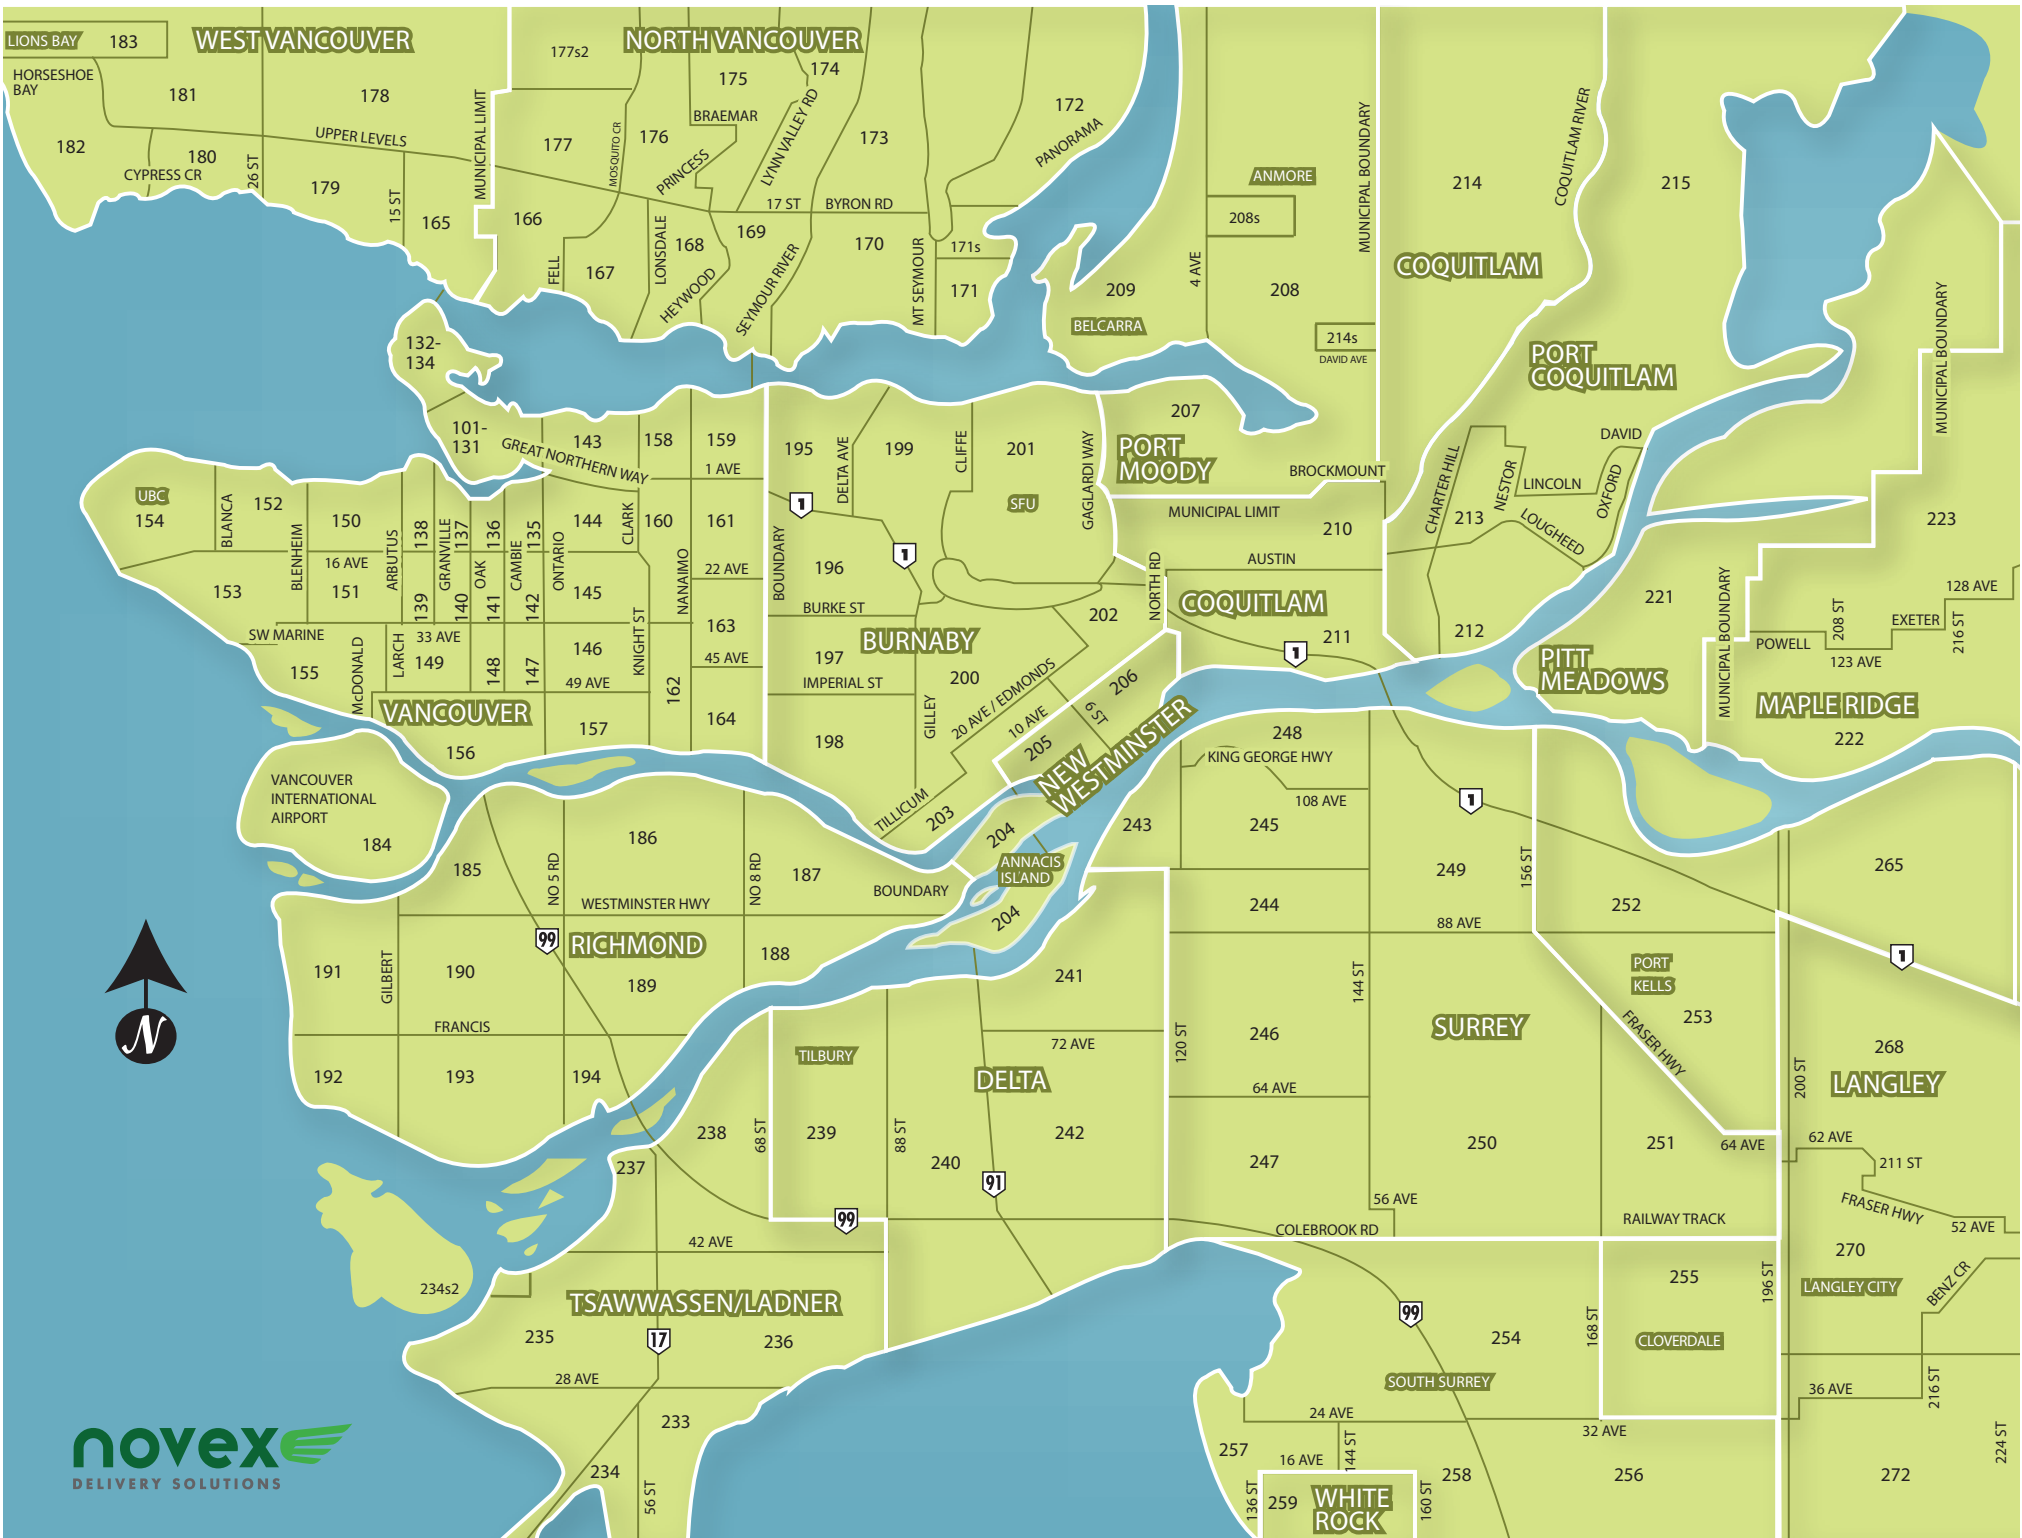 LIONS BAY
183
WEST VANCOUVER
NORTH VANCOUVER
HORSESHOE
BAY
181
178
182
180
179
UPPER LEVELS
CYPRESS CR
26 ST
15 ST
165
MUNICIPAL LIMIT
177s2
177
176
175
174
173
172
BRAEMAR
MOSQUITO CR
PRINCESS
LYNN VALLEY RD
PANORAMA
17 ST
BYRON RD
166
167
168
169
170
171s
171
FELL
LONSDALE
HEYWOOD
SEYMOUR RIVER
MT SEYMOUR
ANMORE
208s
209
BELCARRA
4 AVE
208
214s
DAVID AVE
MUNICIPAL BOUNDARY
214
COQUITLAM
COQUITLAM RIVER
215
PORT
COQUITLAM
MUNICIPAL BOUNDARY
132-
134
101-
131
GREAT NORTHERN WAY
143
158
159
1 AVE
195
DELTA AVE
199
CLIFFE
201
SFU
GAGLARDI WAY
207
PORT
MOODY
BROCKMOUNT
MUNICIPAL LIMIT
210
AUSTIN
CHARTER HILL
NESTOR
LINCOLN
DAVID
OXFORD
LOUGHEED
213
212
223
UBC
154
BLANCA
152
BLENHEIM
150
16 AVE
ARBUTUS
138
GRANVILLE
137
OAK
136
CAMBIE
135
ONTARIO
144
CLARK
160
161
NANAIMO
22 AVE
BOUNDARY
1
1
196
153
151
139
140
141
142
145
KNIGHT ST
163
BURKE ST
BURNABY
202
NORTH RD
COQUITLAM
211
1
221
MUNICIPAL BOUNDARY
208 ST
128 AVE
EXETER
216 ST
POWELL
123 AVE
SW MARINE
155
McDONALD
LARCH
33 AVE
149
148
147
146
162
45 AVE
197
IMPERIAL ST
200
GILLEY
20 AVE / EDMONDS
10 AVE
6 ST
206
205
PITT
MEADOWS
MAPLE RIDGE
222
VANCOUVER
49 AVE
156
157
164
198
NEW
WESTMINSTER
TILLICUM
203
204
ANNACIS
ISLAND
204
248
KING GEORGE HWY
108 AVE
1
243
245
VANCOUVER
INTERNATIONAL
AIRPORT
184
185
186
187
NO 5 RD
NO 8 RD
BOUNDARY
WESTMINSTER HWY
99
RICHMOND
188
191
GILBERT
190
189
FRANCIS
192
193
194
N
249
156 ST
244
88 AVE
252
265
1
241
144 ST
PORT
KELLS
253
FRASER HWY
TILBURY
72 AVE
DELTA
120 ST
246
SURREY
64 AVE
268
LANGLEY
200 ST
237
238
68 ST
239
88 ST
240
91
242
247
250
251
64 AVE
62 AVE
211 ST
FRASER HWY
52 AVE
99
56 AVE
COLEBROOK RD
RAILWAY TRACK
42 AVE
234s2
TSAWWASSEN/LADNER
235
17
236
28 AVE
233
234
56 ST
99
254
SOUTH SURREY
168 ST
255
CLOVERDALE
196 ST
270
LANGLEY CITY
BENZ CR
36 AVE
216 ST
24 AVE
32 AVE
257
16 AVE
144 ST
136 ST
259
WHITE
ROCK
160 ST
258
256
272
224 ST
novex
DELIVERY SOLUTIONS